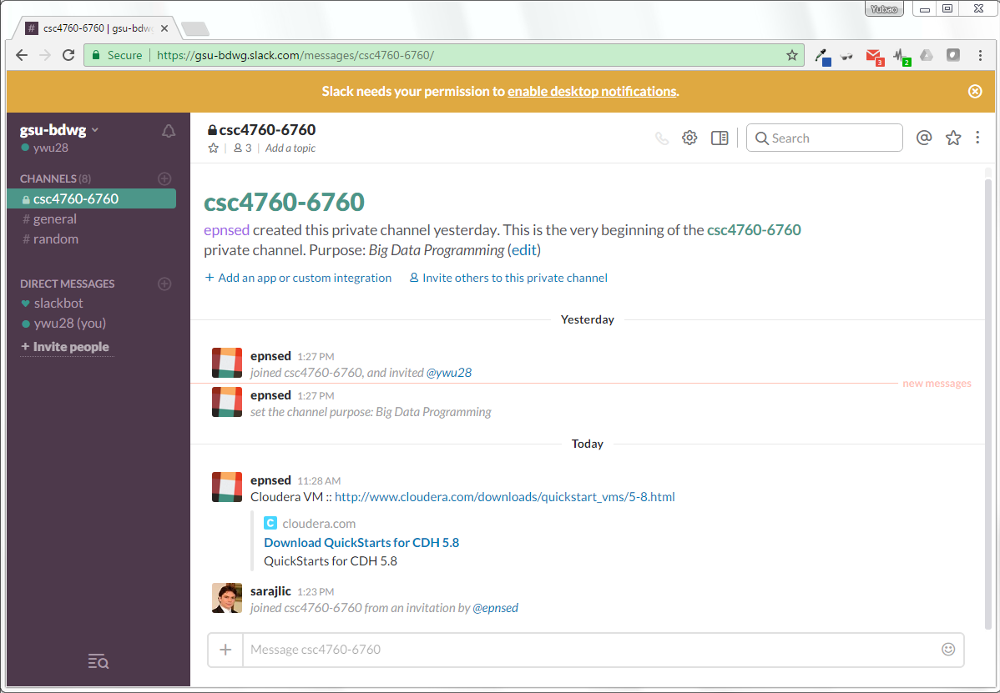 Yubao
# csc4760-6760 | gsu-bdw
Secure | https://gsu-bdwg.slack.com/messages/csc4760-6760/
3
2
Slack needs your permission to enable desktop notifications.
gsu-bdwg
ywu28
CHANNELS (8)
csc4760-6760
# general
# random
DIRECT MESSAGES
slackbot
ywu28 (you)
+ Invite people
csc4760-6760
3 | Add a topic
Search
@
csc4760-6760
epnsed created this private channel yesterday. This is the very beginning of the csc4760-6760
private channel. Purpose: Big Data Programming (edit)
+ Add an app or custom integration Invite others to this private channel
Yesterday
epnsed 1:27 PM
joined csc4760-6760, and invited @ywu28
new messages
epnsed 1:27 PM
set the channel purpose: Big Data Programming
Today
epnsed 11:28 AM
Cloudera VM :: http://www.cloudera.com/downloads/quickstart_vms/5-8.html
C cloudera.com
Download QuickStarts for CDH 5.8
QuickStarts for CDH 5.8
sarajlic 1:23 PM
joined csc4760-6760 from an invitation by @epnsed
+ Message csc4760-6760